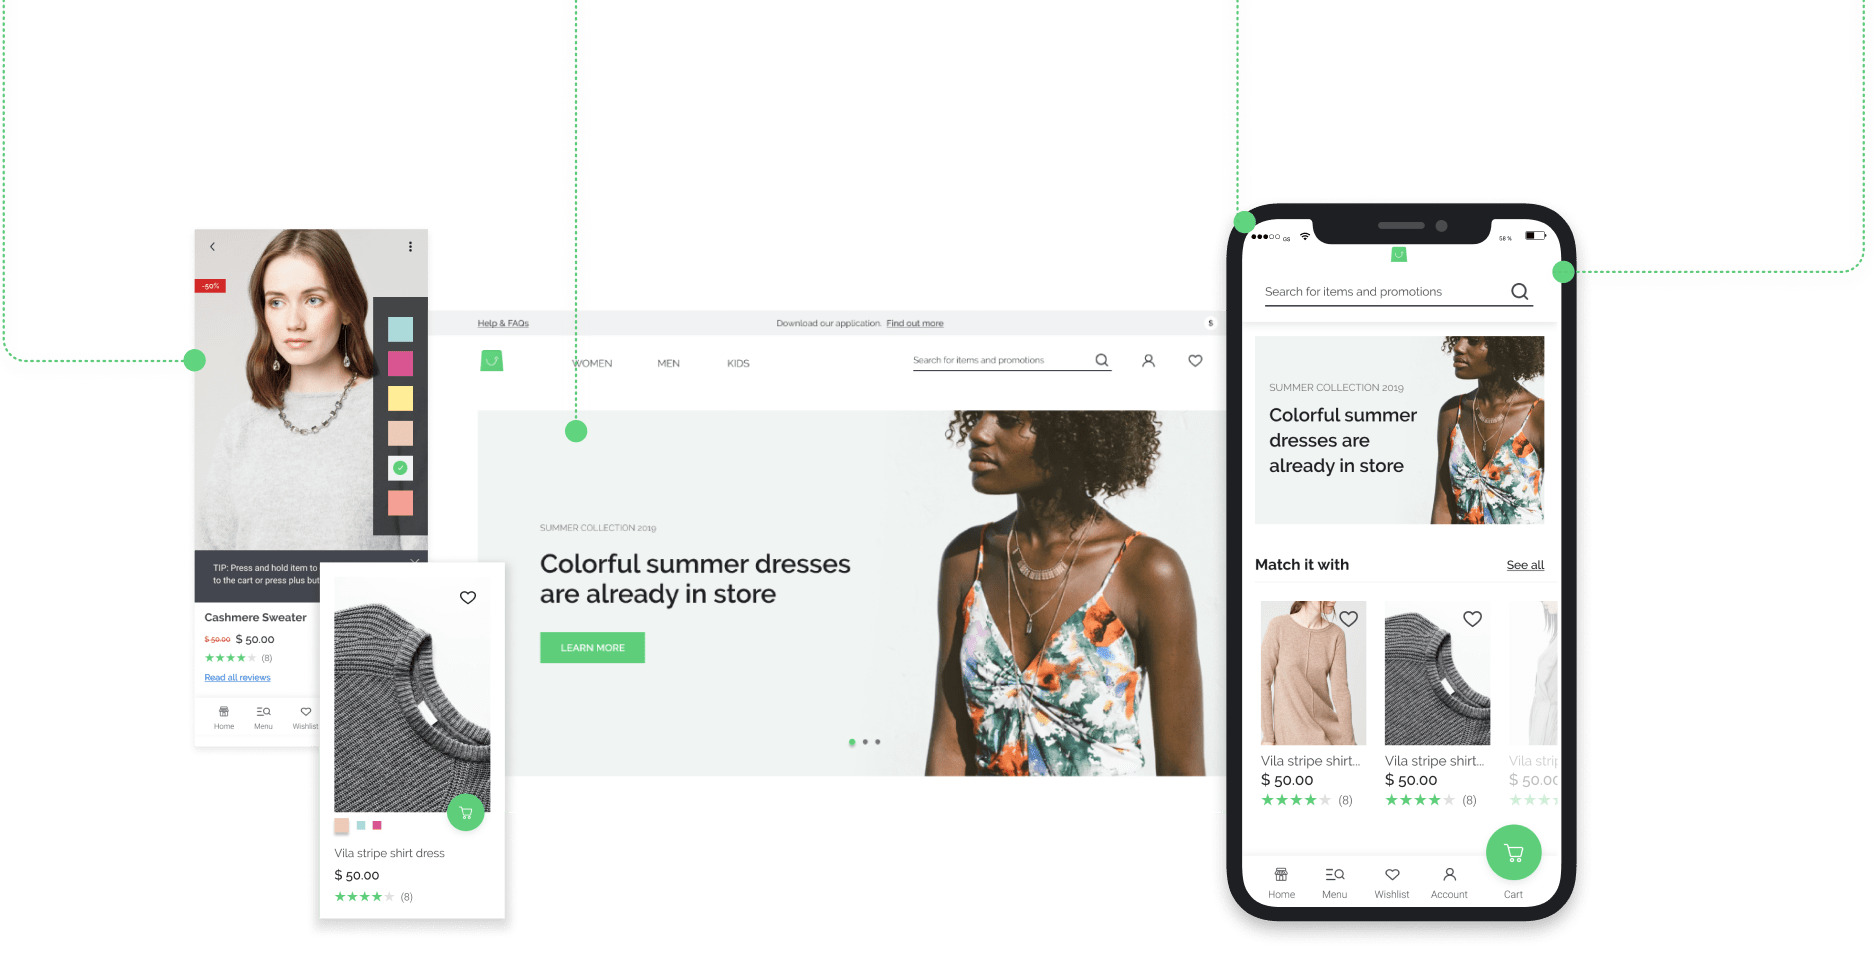 -50%
TIP: Press and hold item to
to the cart or press plus but
Cashmere Sweater
$ 50.00 $ 50.00
(8)
Read all reviews
Home Menu Wishlist
Vila stripe shirt dress
$ 50.00
(8)
Help & FAQs Download our application. Find out more $
WOMEN MEN KIDS Search for items and promotions
SUMMER COLLECTION 2019
Colorful summer dresses
are already in store
LEARN MORE
GS 58 %
Search for items and promotions
SUMMER COLLECTION 2019
Colorful summer
dresses are
already in store
Match it with See all
Vila stripe shirt... Vila stripe shirt... Vila strip
$ 50.00 $ 50.00 $ 50.00
(8) (8)
Home Menu Wishlist Account Cart